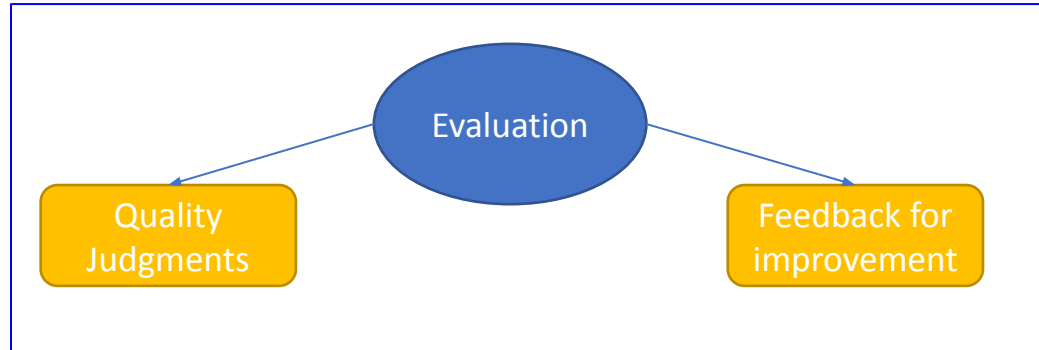 Evaluation
Quality
Judgments
Feedback for
improvement